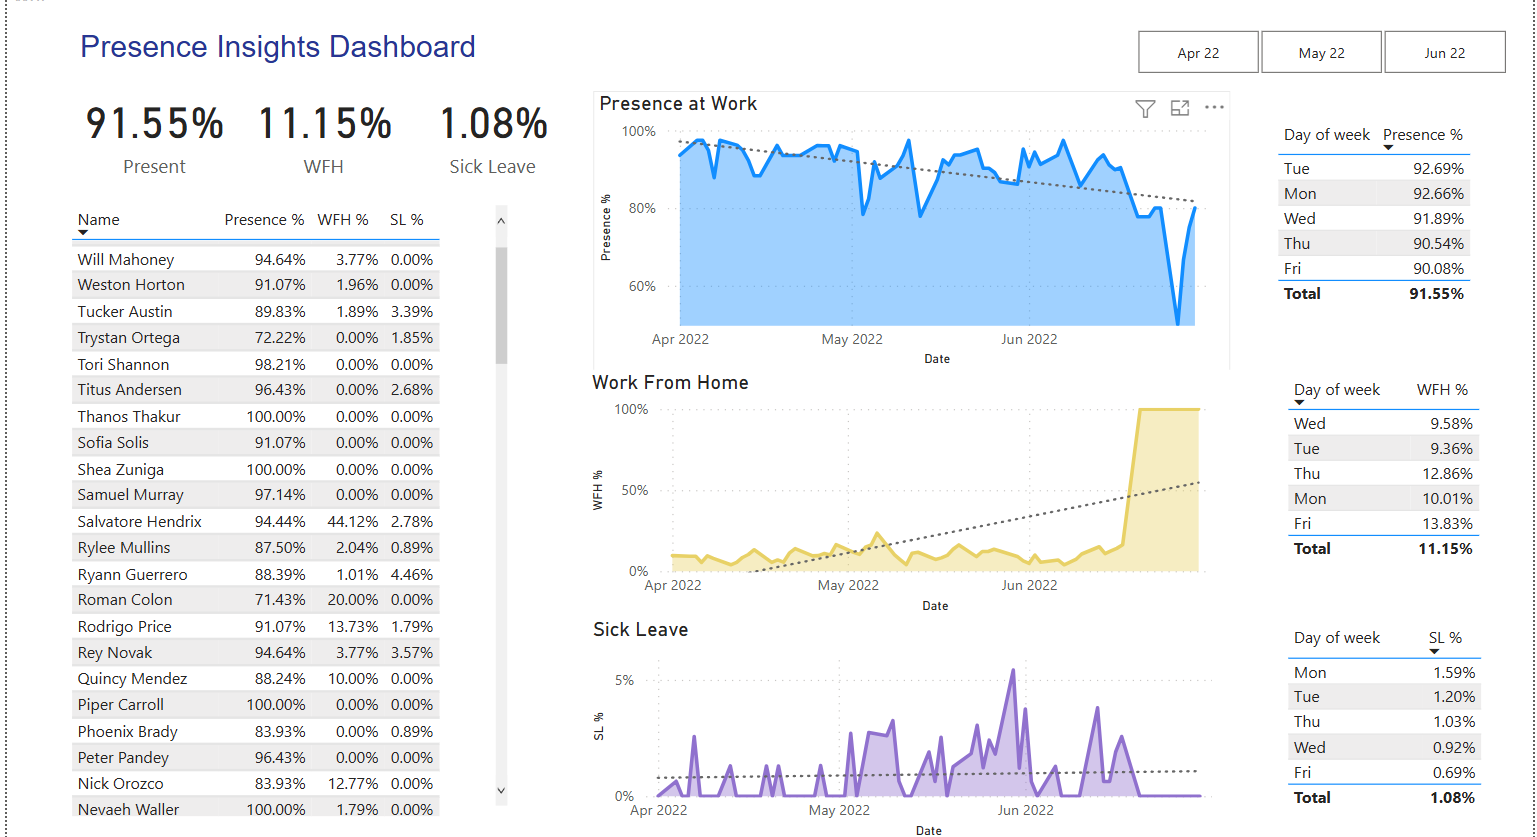 Presence Insights Dashboard
Apr 22 May 22 Jun 22
91.55% 11.15% 1.08%
Present WFH Sick Leave
Name Presence % WFH % SL %
Will Mahoney 94.64% 3.77% 0.00%
Weston Horton 91.07% 1.96% 0.00%
Tucker Austin 89.83% 1.89% 3.39%
Trystan Ortega 72.22% 0.00% 1.85%
Tori Shannon 98.21% 0.00% 0.00%
Titus Andersen 96.43% 0.00% 2.68%
Thanos Thakur 100.00% 0.00% 0.00%
Sofia Solis 91.07% 0.00% 0.00%
Shea Zuniga 100.00% 0.00% 0.00%
Samuel Murray 97.14% 0.00% 0.00%
Salvatore Hendrix 94.44% 44.12% 2.78%
Rylee Mullins 87.50% 2.04% 0.89%
Ryann Guerrero 88.39% 1.01% 4.46%
Roman Colon 71.43% 20.00% 0.00%
Rodrigo Price 91.07% 13.73% 1.79%
Rey Novak 94.64% 3.77% 3.57%
Quincy Mendez 88.24% 10.00% 0.00%
Piper Carroll 100.00% 0.00% 0.00%
Phoenix Brady 83.93% 0.00% 0.89%
Peter Pandey 96.43% 0.00% 0.00%
Nick Orozco 83.93% 12.77% 0.00%
Nevaeh Waller 100.00% 1.79% 0.00%
Presence at Work
Presence %
100%
80%
60%
Apr 2022 May 2022 Jun 2022
Date
Day of week Presence %
Tue 92.69%
Mon 92.66%
Wed 91.89%
Thu 90.54%
Fri 90.08%
Total 91.55%
Work From Home
WFH %
100%
50%
0%
Apr 2022 May 2022 Jun 2022
Date
Day of week WFH %
Wed 9.58%
Tue 9.36%
Thu 12.86%
Mon 10.01%
Fri 13.83%
Total 11.15%
Sick Leave
SL %
5%
0%
Apr 2022 May 2022 Jun 2022
Date
Day of week SL %
Mon 1.59%
Tue 1.20%
Thu 1.03%
Wed 0.92%
Fri 0.69%
Total 1.08%